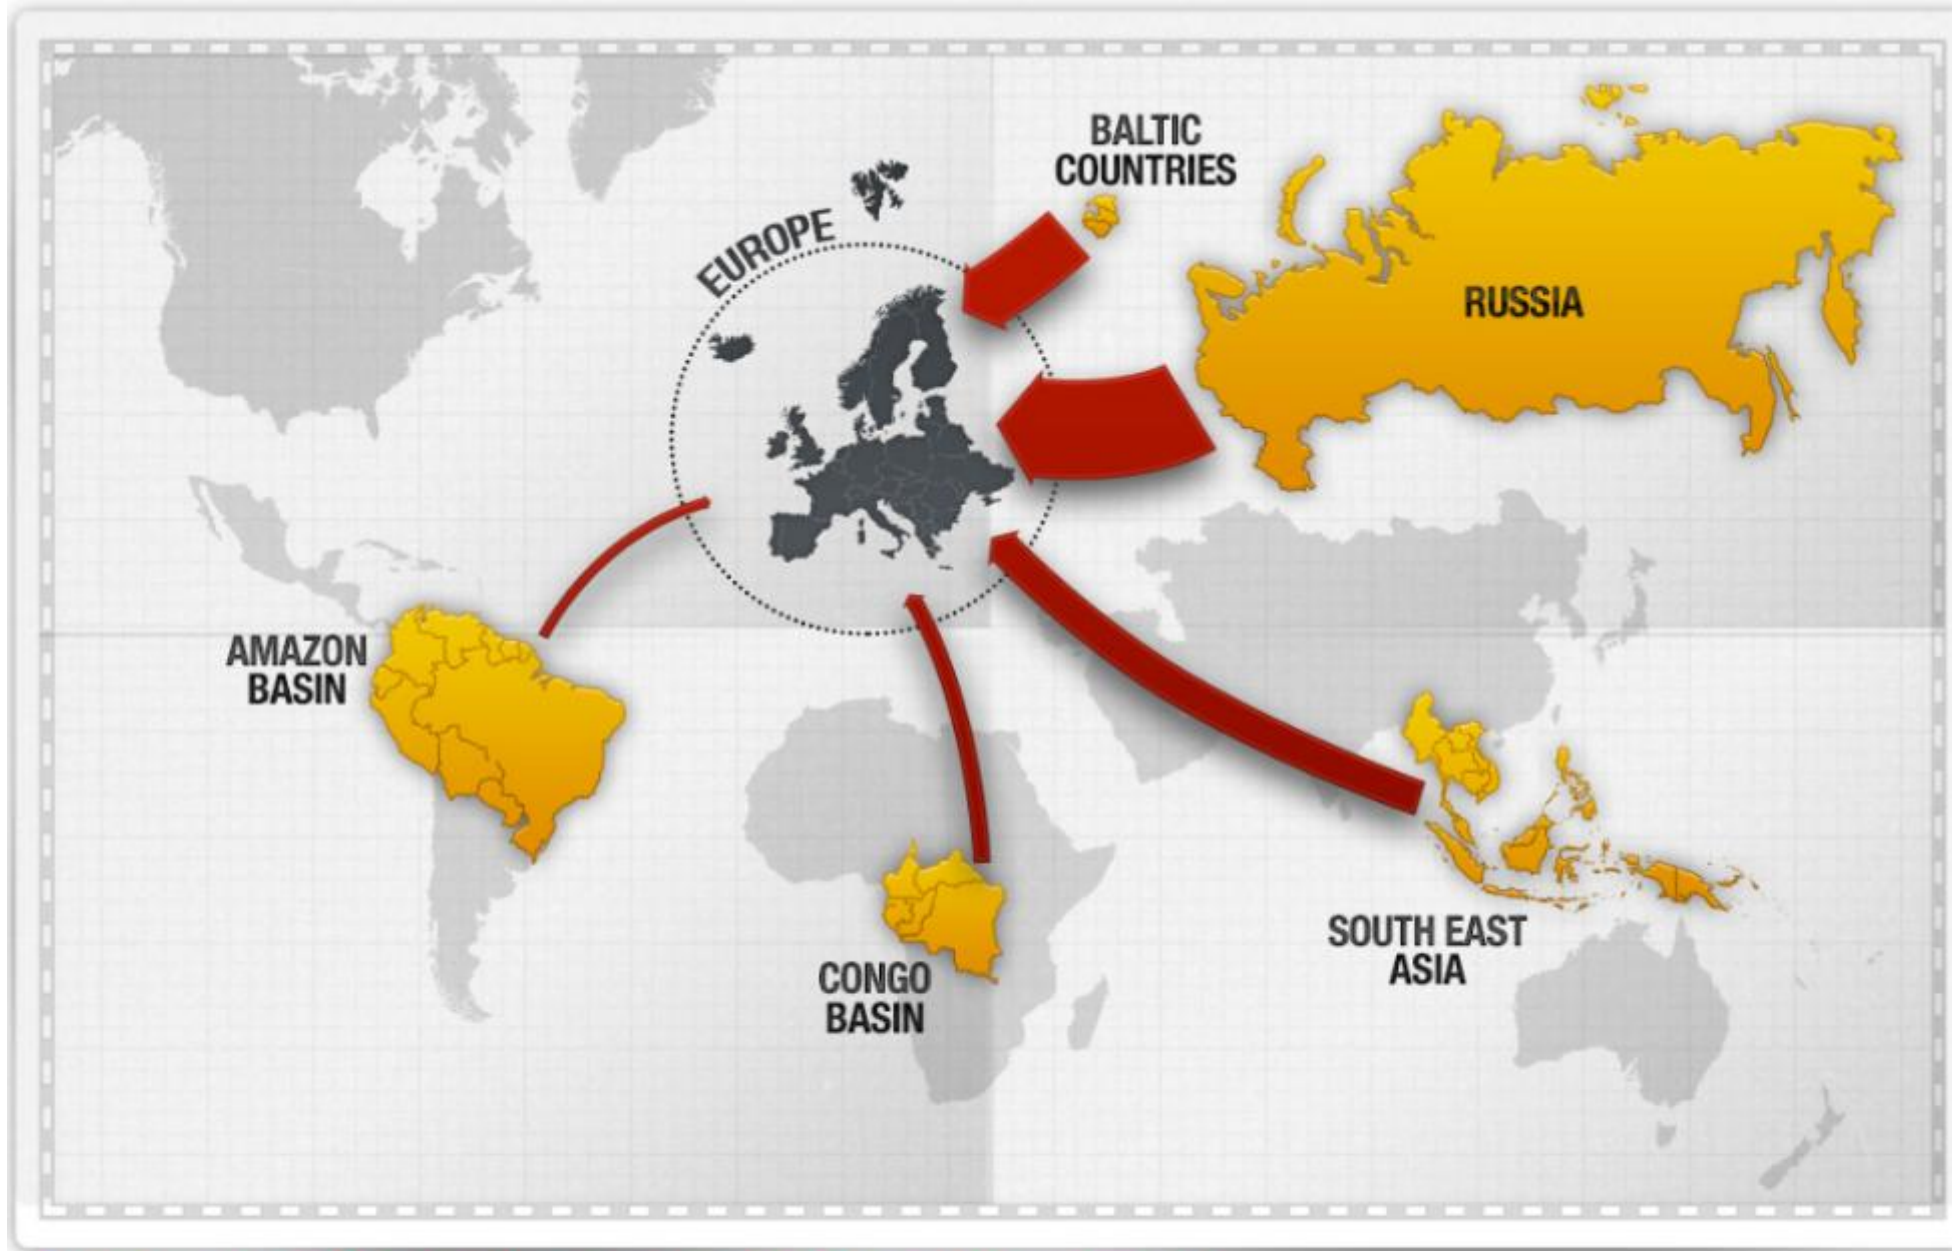 BALTIC
COUNTRIES
EUROPE
RUSSIA
AMAZON
BASIN
SOUTH EAST
ASIA
CONGO
BASIN